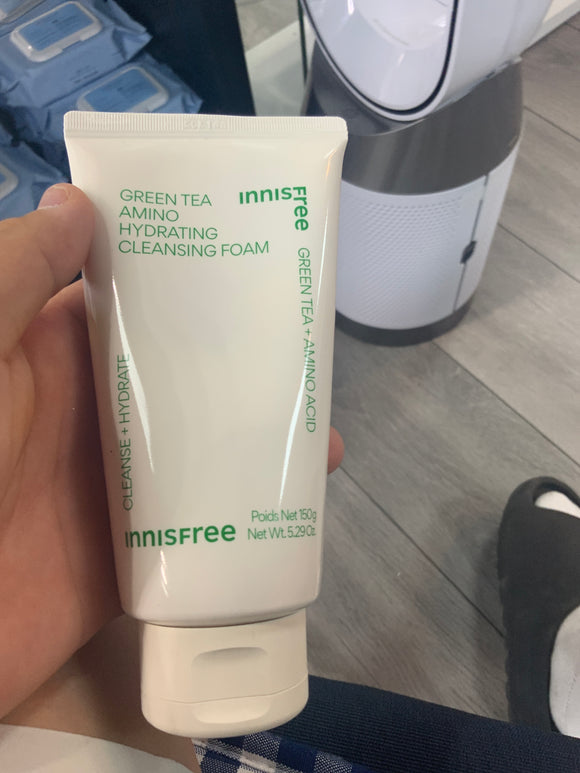 GREEN TEA
AMINO
HYDRATING
CLEANSING FOAM
INNISFree
GREEN TEA + AMINO ACID
CLEANSE + HYDRATE
INNISFree
Poids Net 150g
Net Wt. 5.29 Oz.